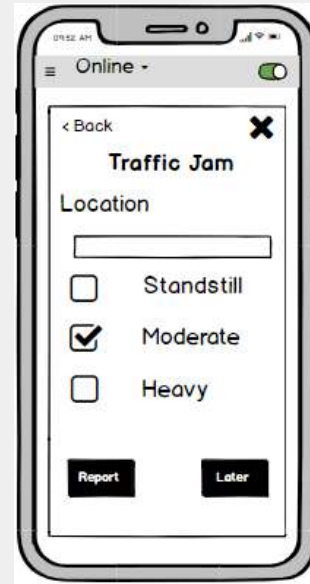 09:52 AM
Online
< Back
Traffic Jam
Location
Standstill
Moderate
Heavy
Report
Later